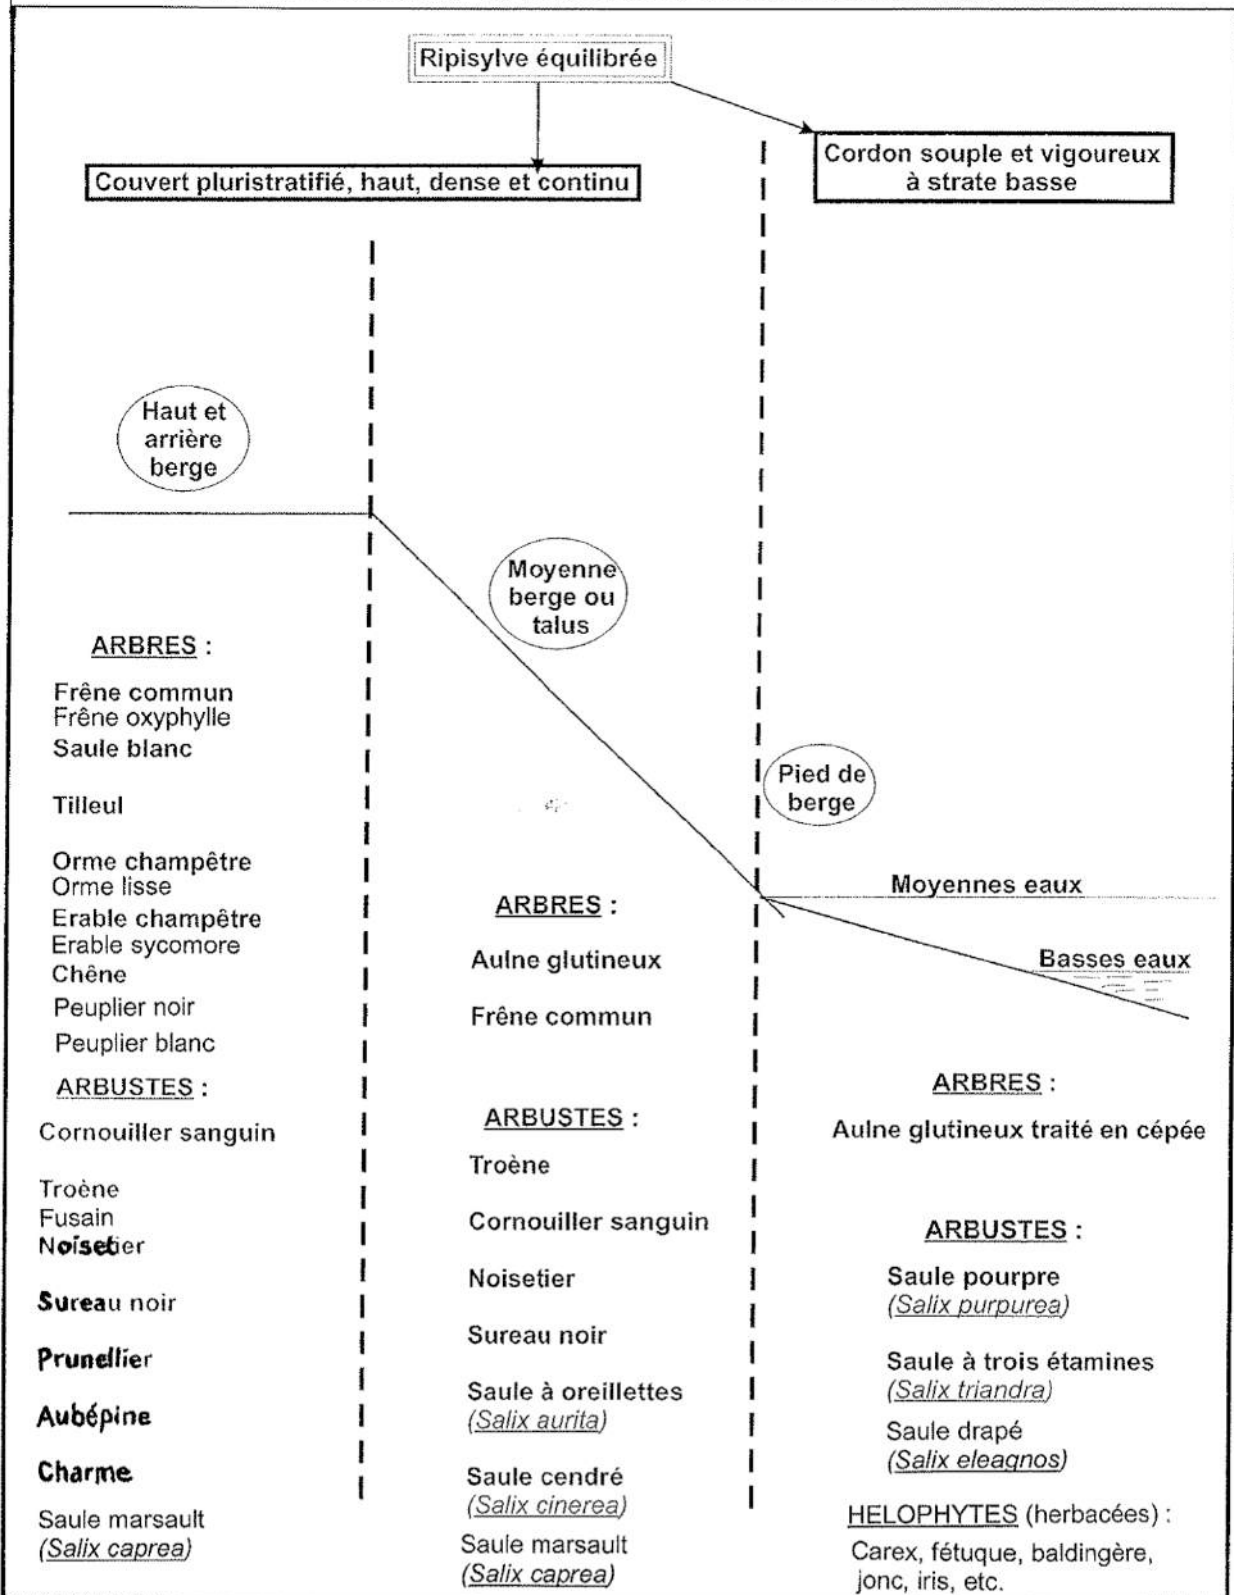 Ripisylve équilibrée
Couvert pluristratifié, haut, dense et continu
Cordon souple et vigoureux
à strate basse
Haut et
arrière
berge
Moyenne
berge ou
talus
Pied de
berge
Moyennes eaux
Basses eaux
ARBRES :
Frêne commun
Frêne oxyphylle
Saule blanc
Tilleul
Orme champêtre
Orme lisse
Erable champêtre
Erable sycomore
Chêne
Peuplier noir
Peuplier blanc
ARBUSTES :
Cornouiller sanguin
Troène
Fusain
Noisetier
Sureau noir
Prunellier
Aubépine
Charme
Saule marsault
(Salix caprea)
ARBRES :
Aulne glutineux
Frêne commun
ARBUSTES :
Troène
Cornouiller sanguin
Noisetier
Sureau noir
Saule à oreillettes
(Salix aurita)
Saule cendré
(Salix cinerea)
Saule marsault
(Salix caprea)
ARBRES :
Aulne glutineux traité en cépée
ARBUSTES :
Saule pourpre
(Salix purpurea)
Saule à trois étamines
(Salix triandra)
Saule drapé
(Salix eleagnos)
HELOPHYTES (herbacées) :
Carex, fétuque, baldingère,
jonc, iris, etc.